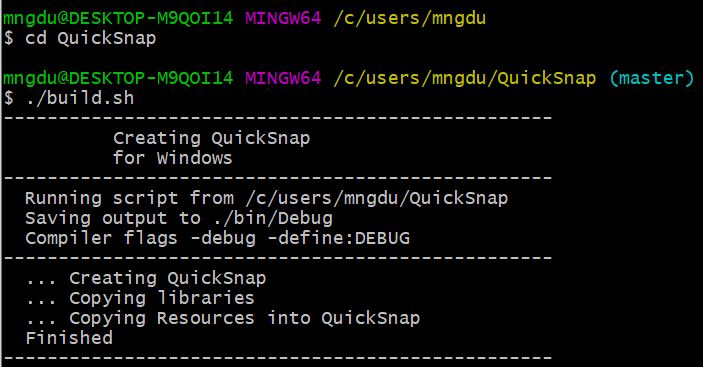 mngdu@DESKTOP-M9QOI14 MINGW64 /c/users/mngdu
$ cd QuickSnap
mngdu@DESKTOP-M9QOI14 MINGW64 /c/users/mngdu/QuickSnap (master)
$ ./build.sh
--------------------------------------------------
Creating QuickSnap
for Windows
--------------------------------------------------
Running script from /c/users/mngdu/QuickSnap
Saving output to ./bin/Debug
Compiler flags -debug -define:DEBUG
--------------------------------------------------
... Creating QuickSnap
... Copying libraries
... Copying Resources into QuickSnap
Finished
--------------------------------------------------